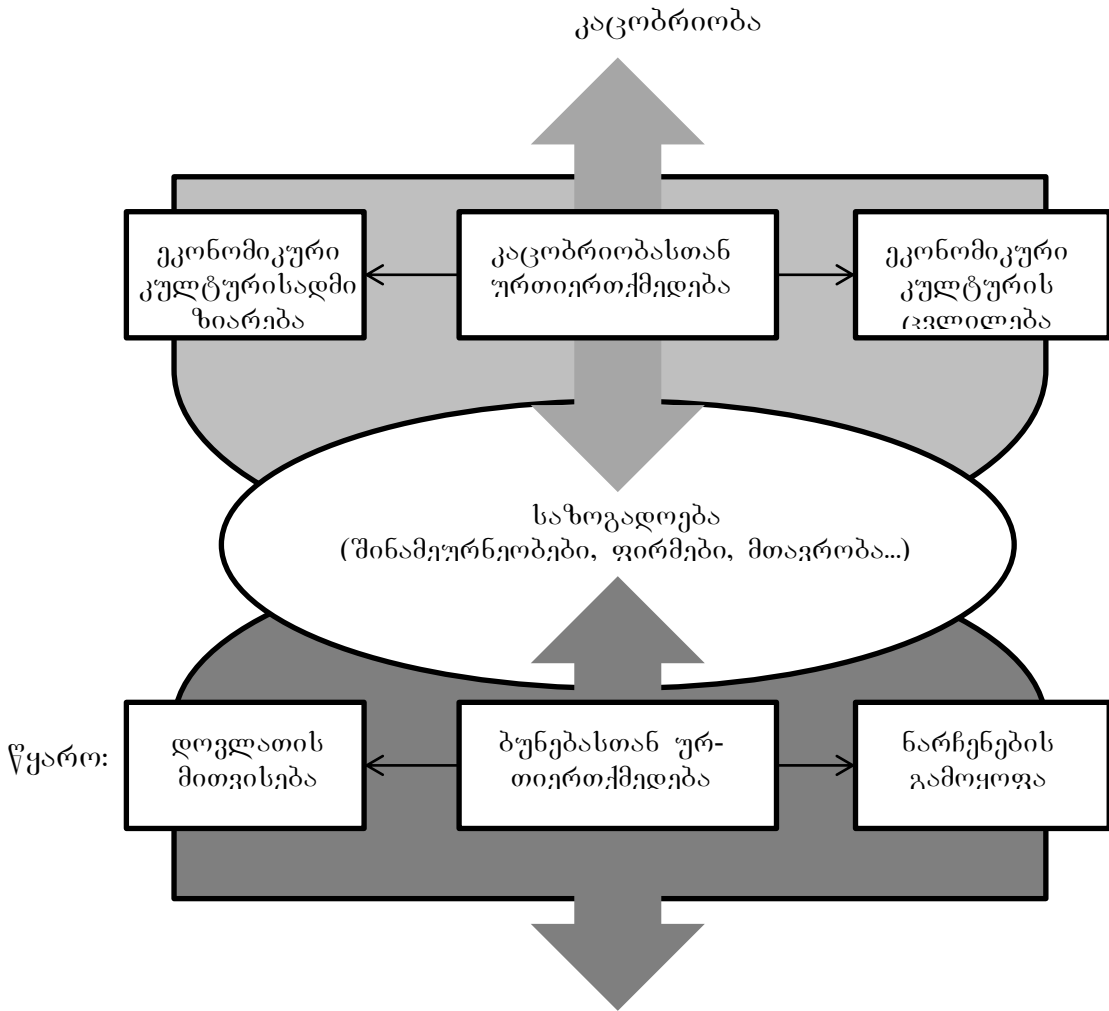 კაცობრიობა
ეკონომიკური
კულტურისადმი
ზიარება
კაცობრიობასთან
ურთიერთქმედება
ეკონომიკური
კულტურის
ცვლილება
საზოგადოება
(შინამეურნეობები, ფირმები, მთავრობა...)
წყარო:
დოვლათის
მითვისება
ბუნებასთან ურ-
თიერთქმედება
ნარჩენების
გამოყოფა